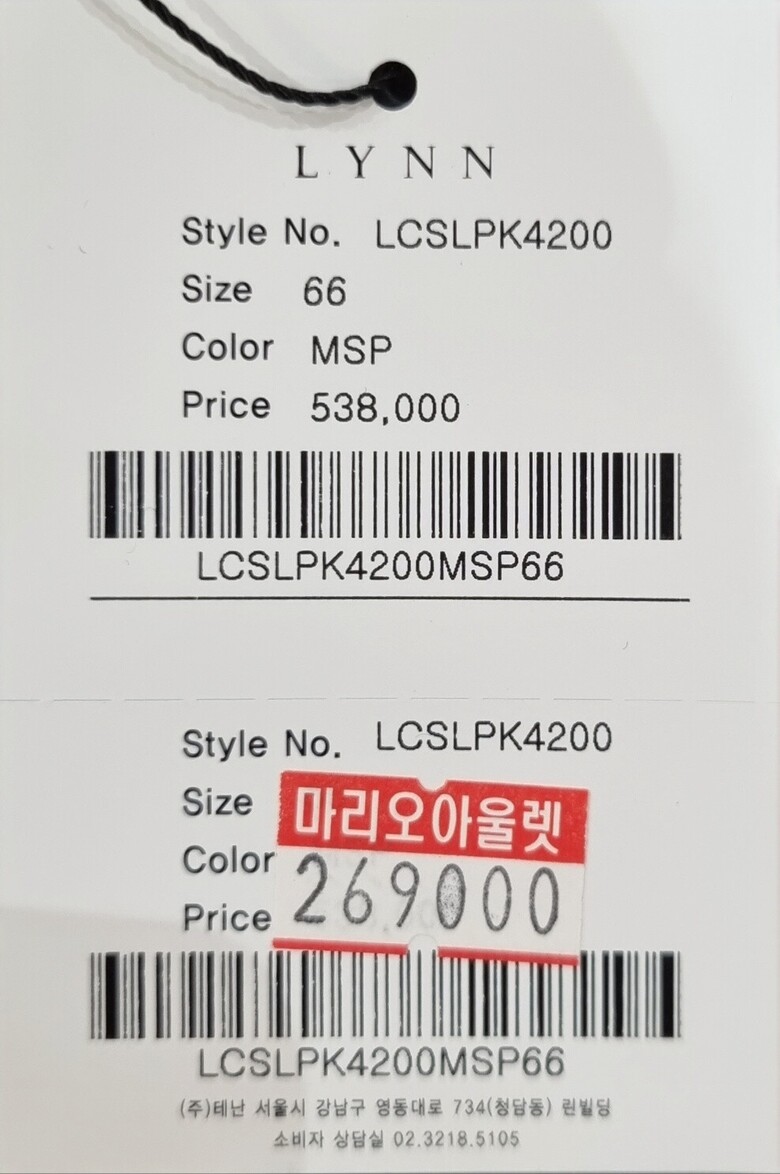 LYNN
Style No. LCSLPK4200
Size 66
Color MSP
Price 538,000
LCSLPK4200MSP66
Style No. LCSLPK4200
Size
마리오아울렛
Color
269000
Price
LCSLPK4200MSP66
(주)테난 서울시 강남구 영동대로 734(청담동) 린빌딩
소비자 상담실 02.3218.5105